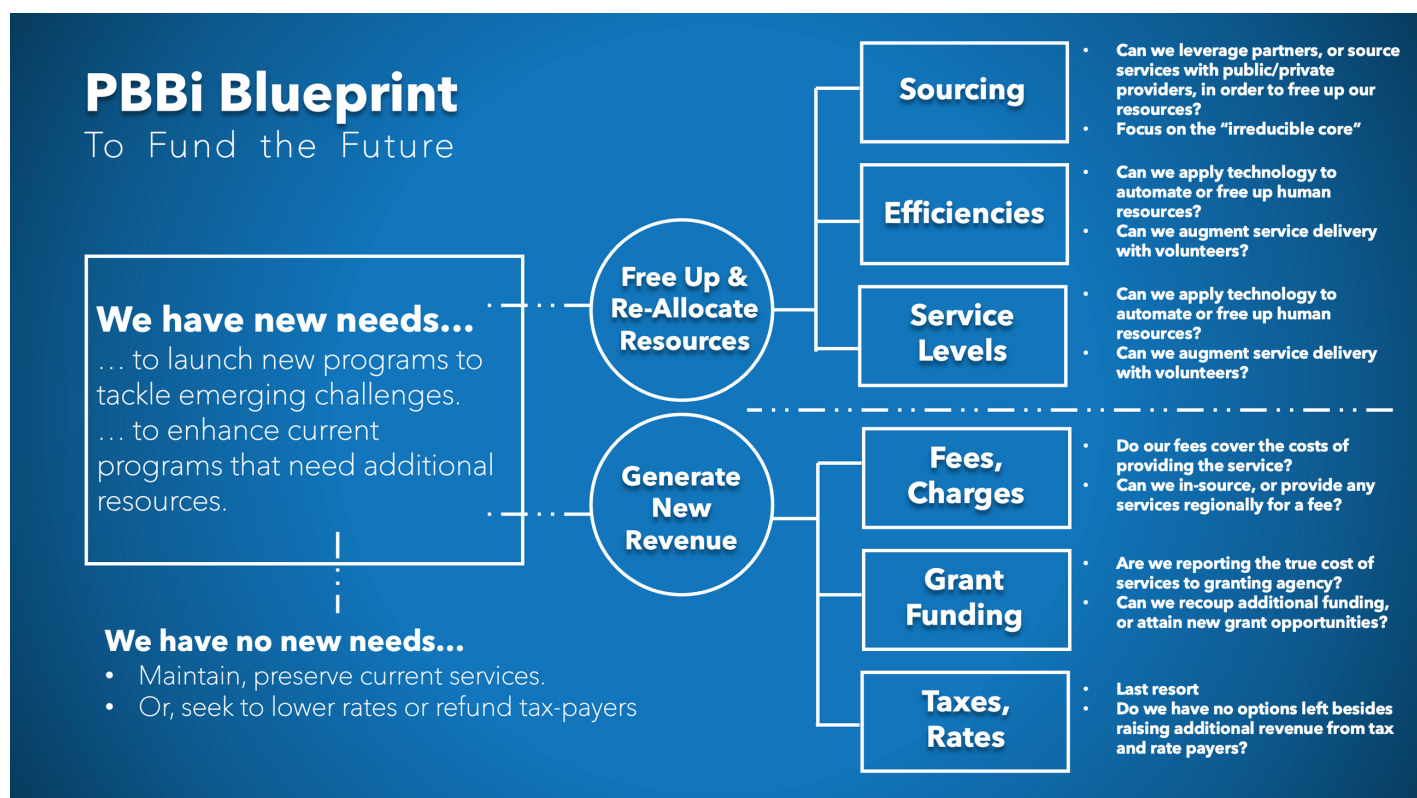 PBBi Blueprint
To Fund the Future
We have new needs...
... to launch new programs to
tackle emerging challenges.
... to enhance current
programs that need additional
resources.
We have no new needs...
• Maintain, preserve current services.
• Or, seek to lower rates or refund tax-payers
Free Up &
Re-Allocate
Resources
Sourcing
• Can we leverage partners, or source
services with public/private
providers, in order to free up our
resources?
• Focus on the “irreducible core”
Efficiencies
• Can we apply technology to
automate or free up human
resources?
• Can we augment service delivery
with volunteers?
Service
Levels
• Can we apply technology to
automate or free up human
resources?
• Can we augment service delivery
with volunteers?
Generate
New
Revenue
Fees,
Charges
• Do our fees cover the costs of
providing the service?
• Can we in-source, or provide any
services regionally for a fee?
Grant
Funding
• Are we reporting the true cost of
services to granting agency?
• Can we recoup additional funding,
or attain new grant opportunities?
Taxes,
Rates
• Last resort
• Do we have no options left besides
raising additional revenue from tax
and rate payers?